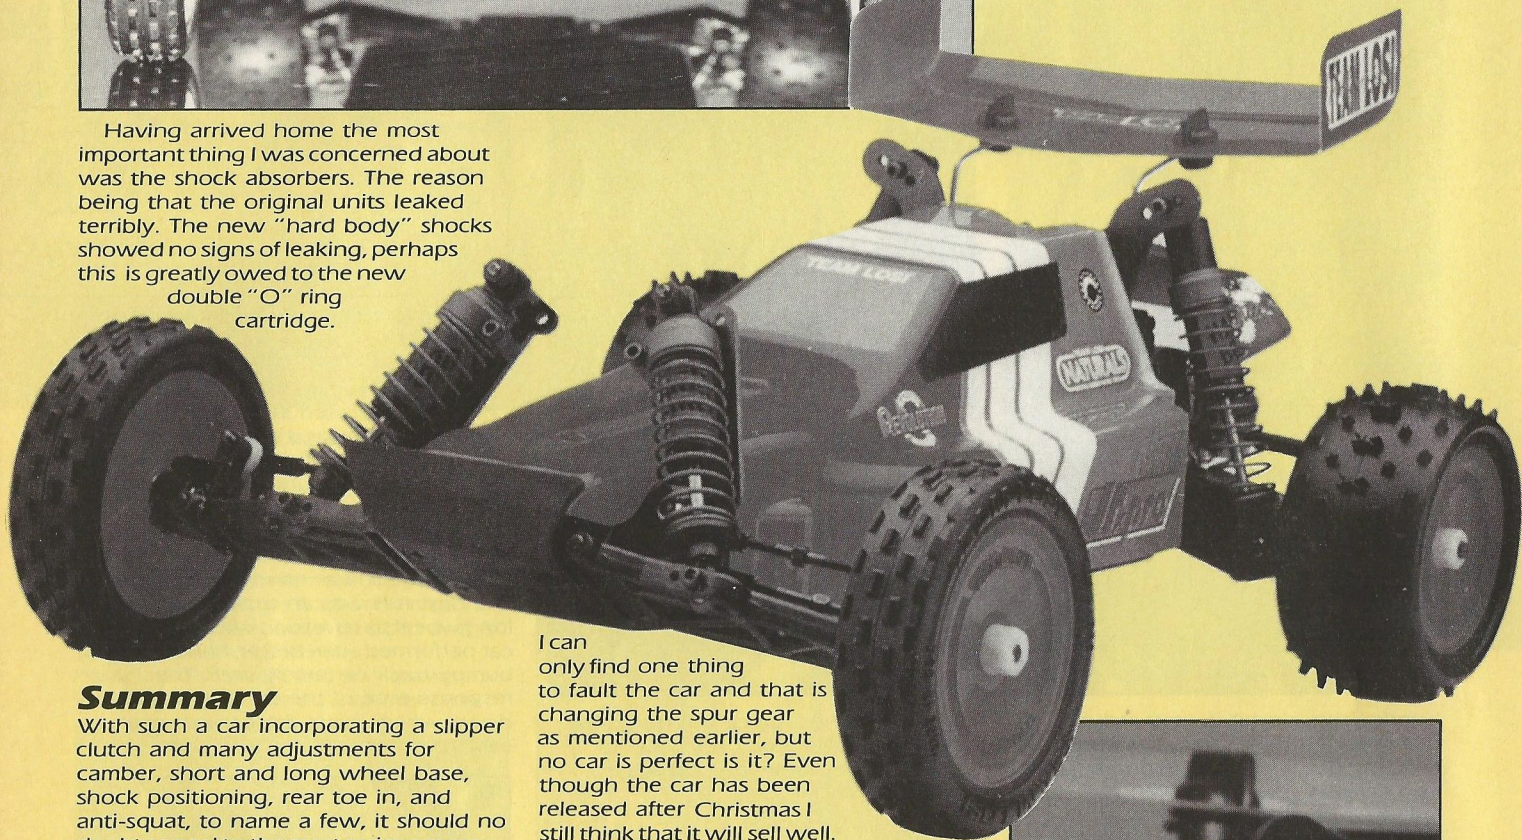 Having arrived home the most
important thing I was concerned about
was the shock absorbers. The reason
being that the original units leaked
terribly. The new “hard body” shocks
showed no signs of leaking, perhaps
this is greatly owed to the new
double “O” ring
cartridge.
TEAM LOSI
TEAM LOSI
NATURALS
Summary
With such a car incorporating a slipper
clutch and many adjustments for
camber, short and long wheel base,
shock positioning, rear toe in, and
anti-squat, to name a few, it should no
I can
only find one thing
to fault the car and that is
changing the spur gear
as mentioned earlier, but
no car is perfect is it? Even
though the car has been
released after Christmas I
still think that it will sell well.